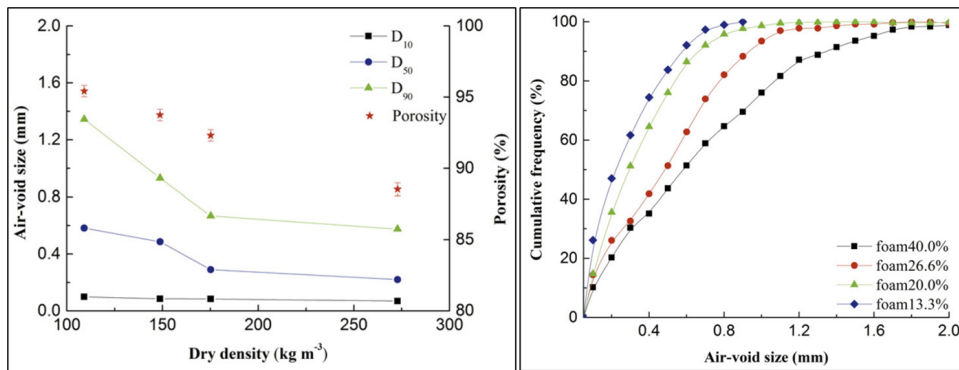 Air-void size (mm)
2.0
1.6
1.2
0.8
0.4
0.0
D10
D50
D90
Porosity
100
95
90
85
80
Porosity (%)
100 150 200 250 300
Dry density (kg m-3)
Cumulative frequency (%)
100
80
60
40
20
0
foam40.0%
foam26.6%
foam20.0%
foam13.3%
0.4 0.8 1.2 1.6 2.0
Air-void size (mm)